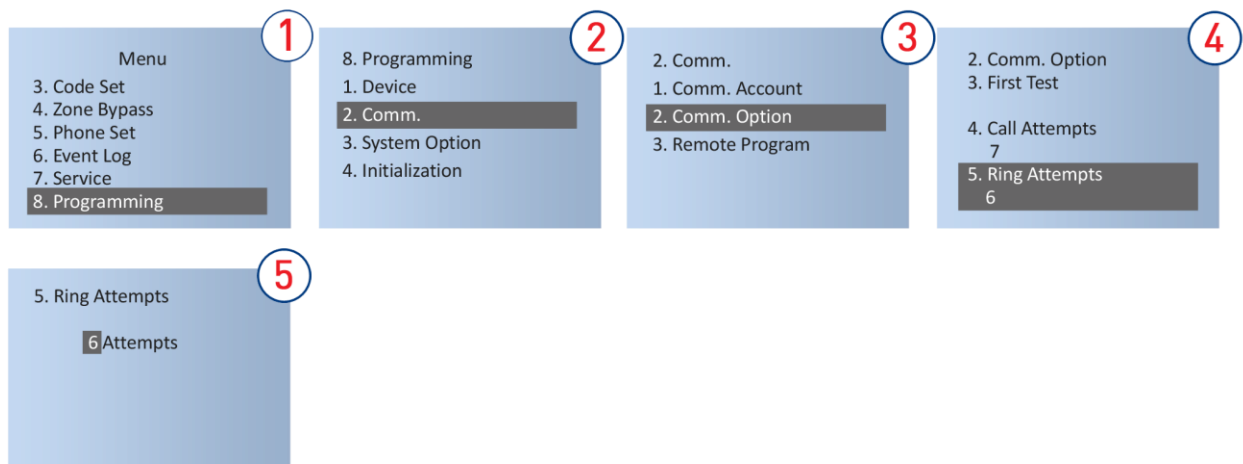 1
Menu
3. Code Set
4. Zone Bypass
5. Phone Set
6. Event Log
7. Service
8. Programming
2
8. Programming
1. Device
2. Comm.
3. System Option
4. Initialization
3
2. Comm.
1. Comm. Account
2. Comm. Option
3. Remote Program
4
2. Comm. Option
3. First Test
4. Call Attempts
7
5. Ring Attempts
6
5
5. Ring Attempts
6 Attempts